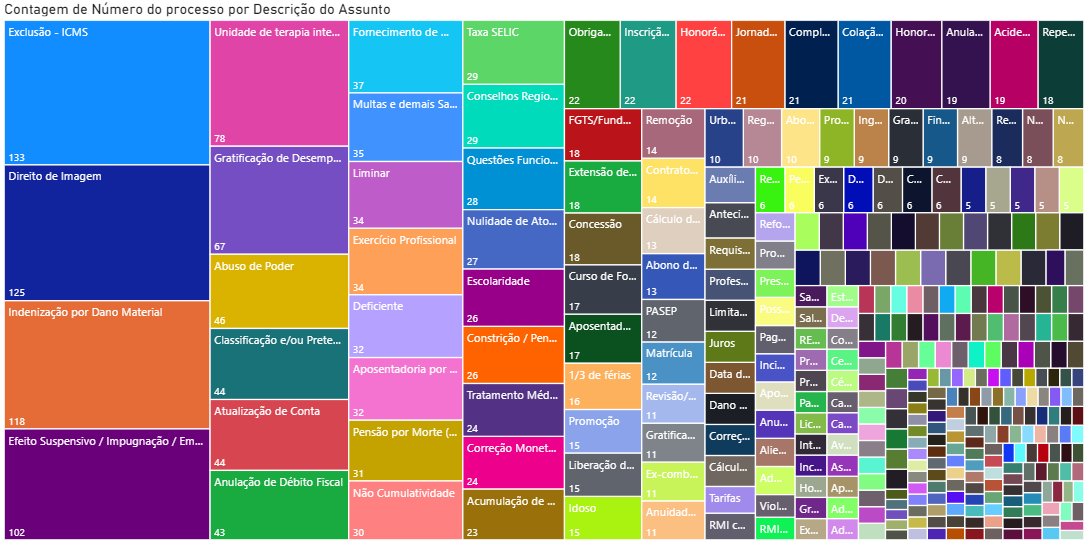 Contagem de Número do processo por Descrição do Assunto
Exclusão - ICMS
133
Direito de Imagem
125
Indenização por Dano Material
118
Efeito Suspensivo / Impugnação / Em...
102
Unidade de terapia inte...
78
Gratificação de Desemp...
67
Abuso de Poder
46
Classificação e/ou Prete...
44
Atualização de Conta
44
Anulação de Débito Fiscal
43
Fornecimento de ...
37
Multas e demais Sa...
35
Liminar
34
Exercício Profissional
34
Deficiente
32
Aposentadoria por ...
32
Pensão por Morte (...
31
Não Cumulatividade
30
Taxa SELIC
29
Conselhos Regio...
29
Questões Funcio...
28
Nulidade de Ato...
27
Escolaridade
26
Constrição / Pen...
26
Tratamento Méd...
24
Correção Monet...
24
Acumulação de ...
23
Obriga...
22
Inscriçã...
22
Honorá...
22
Jornad...
21
Compl...
21
Colaçã...
21
Honor...
20
Anula...
19
Acide...
19
Repe...
18
FGTS/Fund...
18
Extensão de...
18
Concessão
18
Curso de Fo...
17
Aposentad...
17
1/3 de férias
16
Promoção
15
Liberação d...
15
Idoso
15
Remoção
14
Contrato...
14
Cálculo d...
13
Abono d...
13
PASEP
12
Matrícula
12
Revisão/...
11
Gratifica...
11
Ex-comb...
11
Anuidad...
11
Urb...
10
Reg...
10
Abo...
10
Pro...
9
Ing...
9
Gra...
9
Fin...
9
Alt...
9
Re...
8
N...
8
N...
8
Auxíli...
Anteci...
Requis...
Profes...
Limita...
Juros
Data d...
Dano ...
Correç...
Cálcul...
Tarifas
RMI c...
Re...
6
Pe...
6
Ex...
6
D...
6
D...
6
C...
6
C...
6
5
5
5
5
5
Refo...
Pro...
Pres...
Poss...
Pag...
Inci...
Apo...
Anu...
Alie...
Ad...
Viol...
RMI...
Sa...
Sal...
RE...
Pr...
Pr...
Pa...
Lic...
Int...
Inc...
Ho...
Gr...
Ex...
Est...
De...
Co...
Ce...
Cé...
Ca...
Ca...
Av...
As...
Ap...
Ad...
Ad...